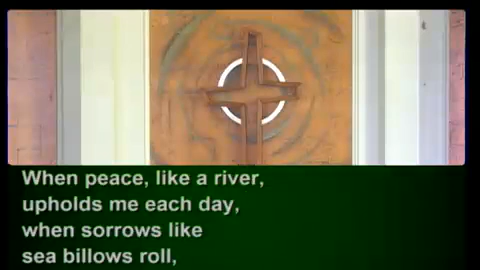 When peace, like a river,
upholds me each day,
when sorrows like
sea billows roll,